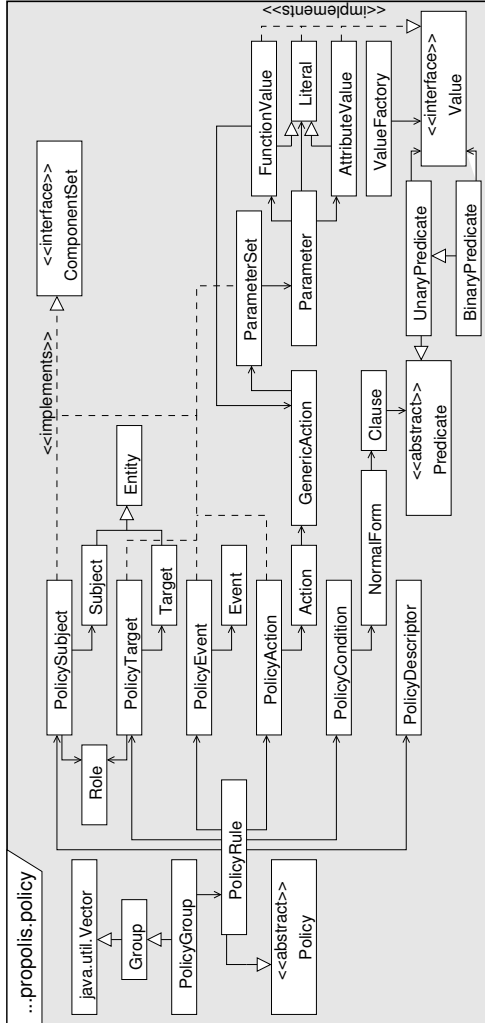 ...propolis.policy
java.util.Vector
Group
PolicyGroup
PolicyRule
<<abstract>>
Policy
Role
PolicySubject
Subject
PolicyTarget
Target
Entity
PolicyEvent
Event
PolicyAction
Action
PolicyCondition
NormalForm
PolicyDescriptor
<<implements>>
<<interface>>
ComponentSet
GenericAction
ParameterSet
Parameter
Clause
<<abstract>>
Predicate
FunctionValue
Literal
AttributeValue
ValueFactory
UnaryPredicate
BinaryPredicate
<<implements>>
<<interface>>
Value